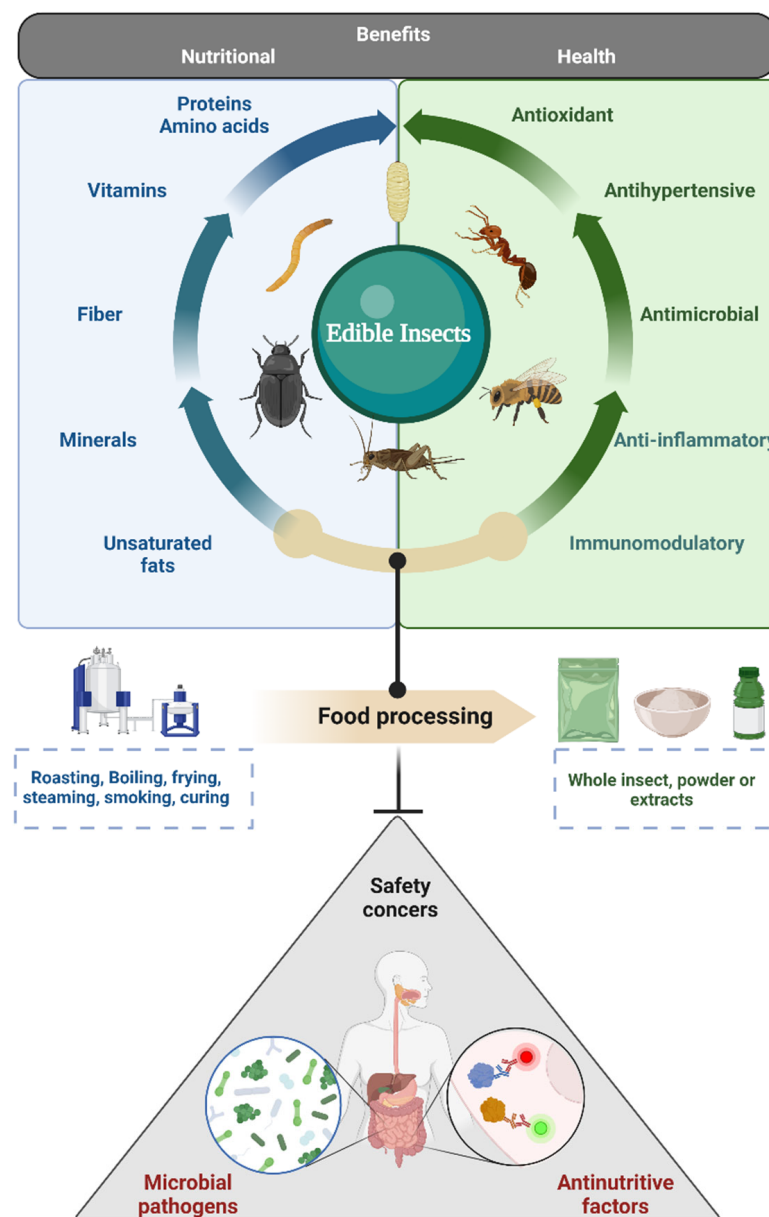 Benefits
Nutritional
Health
Proteins
Amino acids
Antioxidant
Vitamins
Antihypertensive
Fiber
Antimicrobial
Edible Insects
Minerals
Anti-inflammatory
Unsaturated
fats
Immunomodulatory
Food processing
Roasting, Boiling, frying,
steaming, smoking, curing
Whole insect, powder or
extracts
Safety
concers
Microbial
pathogens
Antinutritive
factors